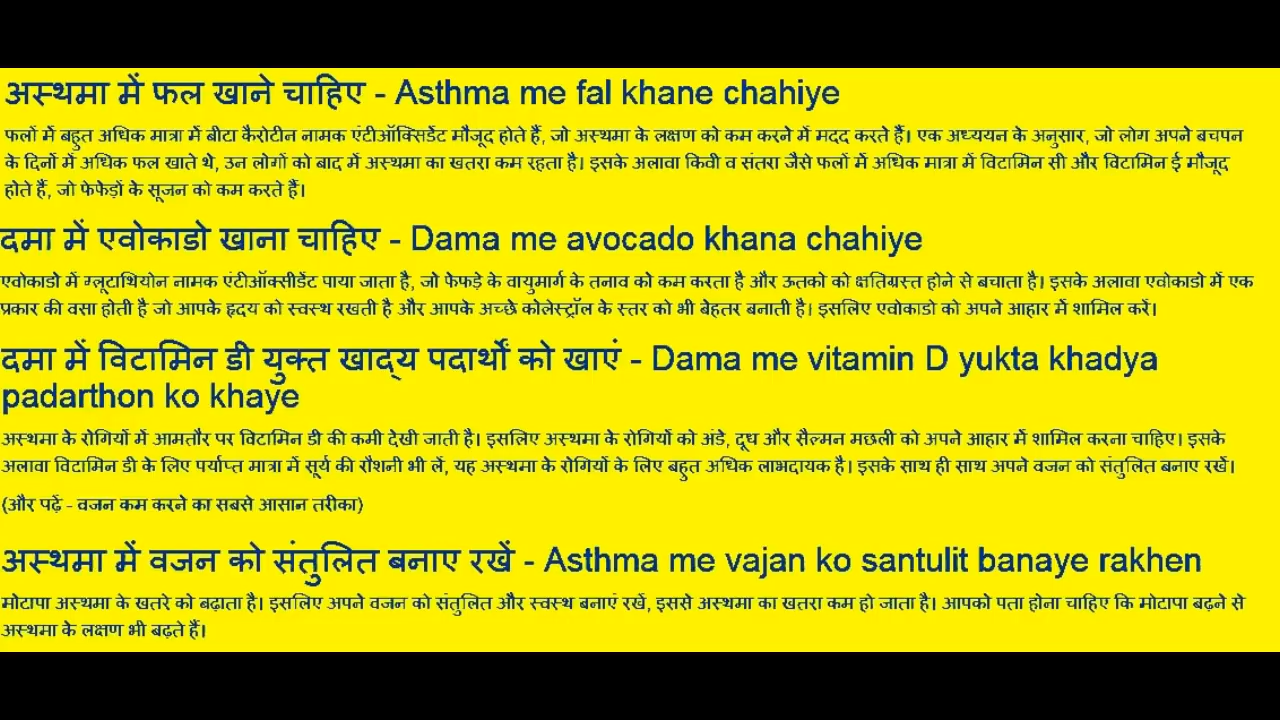 अस्थमा में फल खाने चाहिए - Asthma me fal khane chahiye
फलों में बहुत अधिक मात्रा में बीटा कैरोटीन नामक एंटीऑक्सिडेंट मौजूद होते हैं, जो अस्थमा के लक्षण को कम करने में मदद करते हैं। एक अध्ययन के अनुसार, जो लोग अपने बचपन
के दिनों में अधिक फल खाते थे, उन लोगों को बाद में अस्थमा का खतरा कम रहता है। इसके अलावा किवी व संतरा जैसे फलों में अधिक मात्रा में विटामिन सी और विटामिन ई मौजूद
होते हैं, जो फेफेड़ों के सूजन को कम करते हैं।
दमा में एवोकाडो खाना चाहिए - Dama me avocado khana chahiye
एवोकाडो में ग्लूटाथियोन नामक एंटीऑक्सीडेंट पाया जाता है, जो फेफड़े के वायुमार्ग के तनाव को कम करता है और ऊतको को क्षतिग्रस्त होने से बचाता है। इसके अलावा एवोकाडो में एक
प्रकार की वसा होती है जो आपके हृदय को स्वस्थ रखती है और आपके अच्छे कोलेस्ट्रॉल के स्तर को भी बेहतर बनाती है। इसलिए एवोकाडो को अपने आहार में शामिल करें।
दमा में विटामिन डी युक्त खाद्य पदार्थों को खाएं - Dama me vitamin D yukta khadya
padarthon ko khaye
अस्थमा के रोगियों में आमतौर पर विटामिन डी की कमी देखी जाती है। इसलिए अस्थमा के रोगियों को अंडे, दूध और सैल्मन मछली को अपने आहार में शामिल करना चाहिए। इसके
अलावा विटामिन डी के लिए पर्याप्त मात्रा में सूर्य की रौशनी भी लें, यह अस्थमा के रोगियों के लिए बहुत अधिक लाभदायक है। इसके साथ ही साथ अपने वजन को संतुलित बनाए रखें।
(और पढ़ें - वजन कम करने का सबसे आसान तरीका)
अस्थमा में वजन को संतुलित बनाए रखें - Asthma me vajan ko santulit banaye rakhen
मोटापा अस्थमा के खतरे को बढ़ाता है। इसलिए अपने वजन को संतुलित और स्वस्थ बनाएं रखें, इससे अस्थमा का खतरा कम हो जाता है। आपको पता होना चाहिए कि मोटापा बढ़ने से
अस्थमा के लक्षण भी बढ़ते हैं।